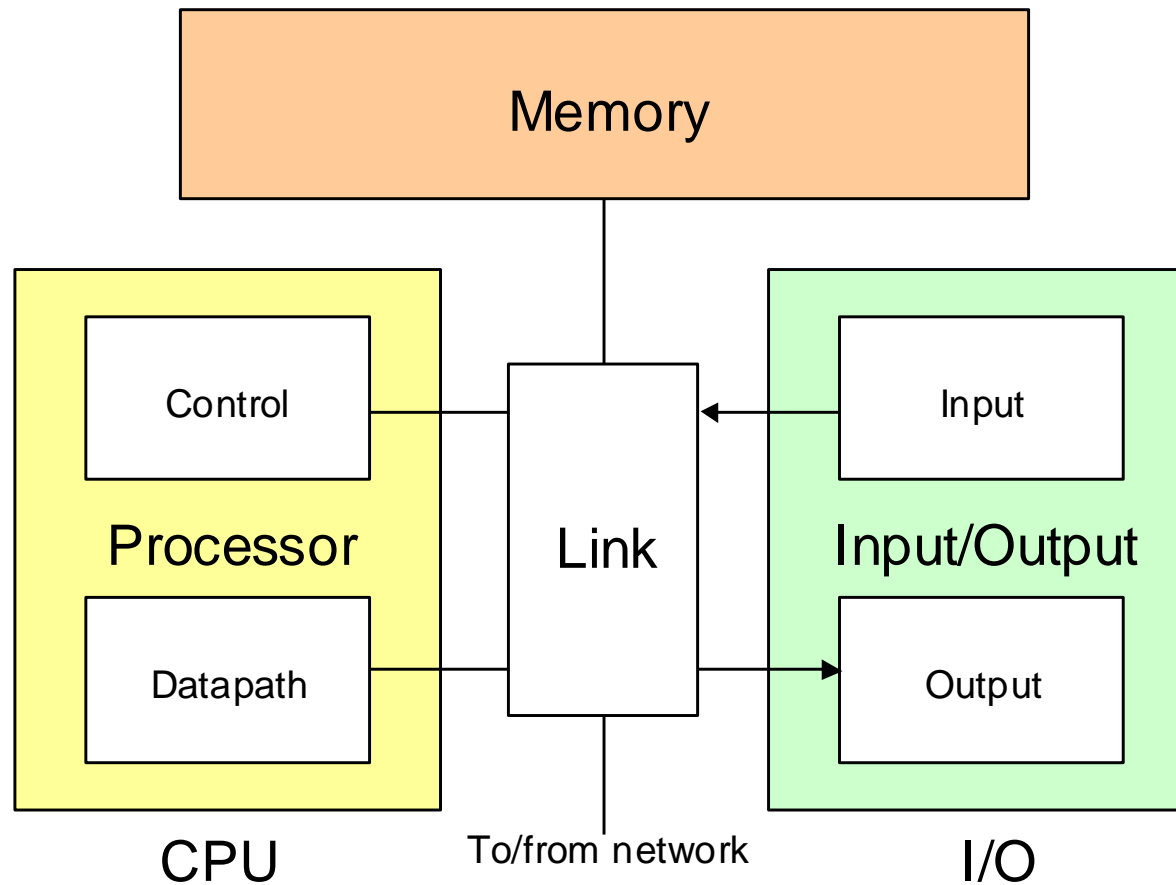 Memory
Control
Input
Processor
Link
Input/Output
Datapath
Output
CPU
To/from network
I/O